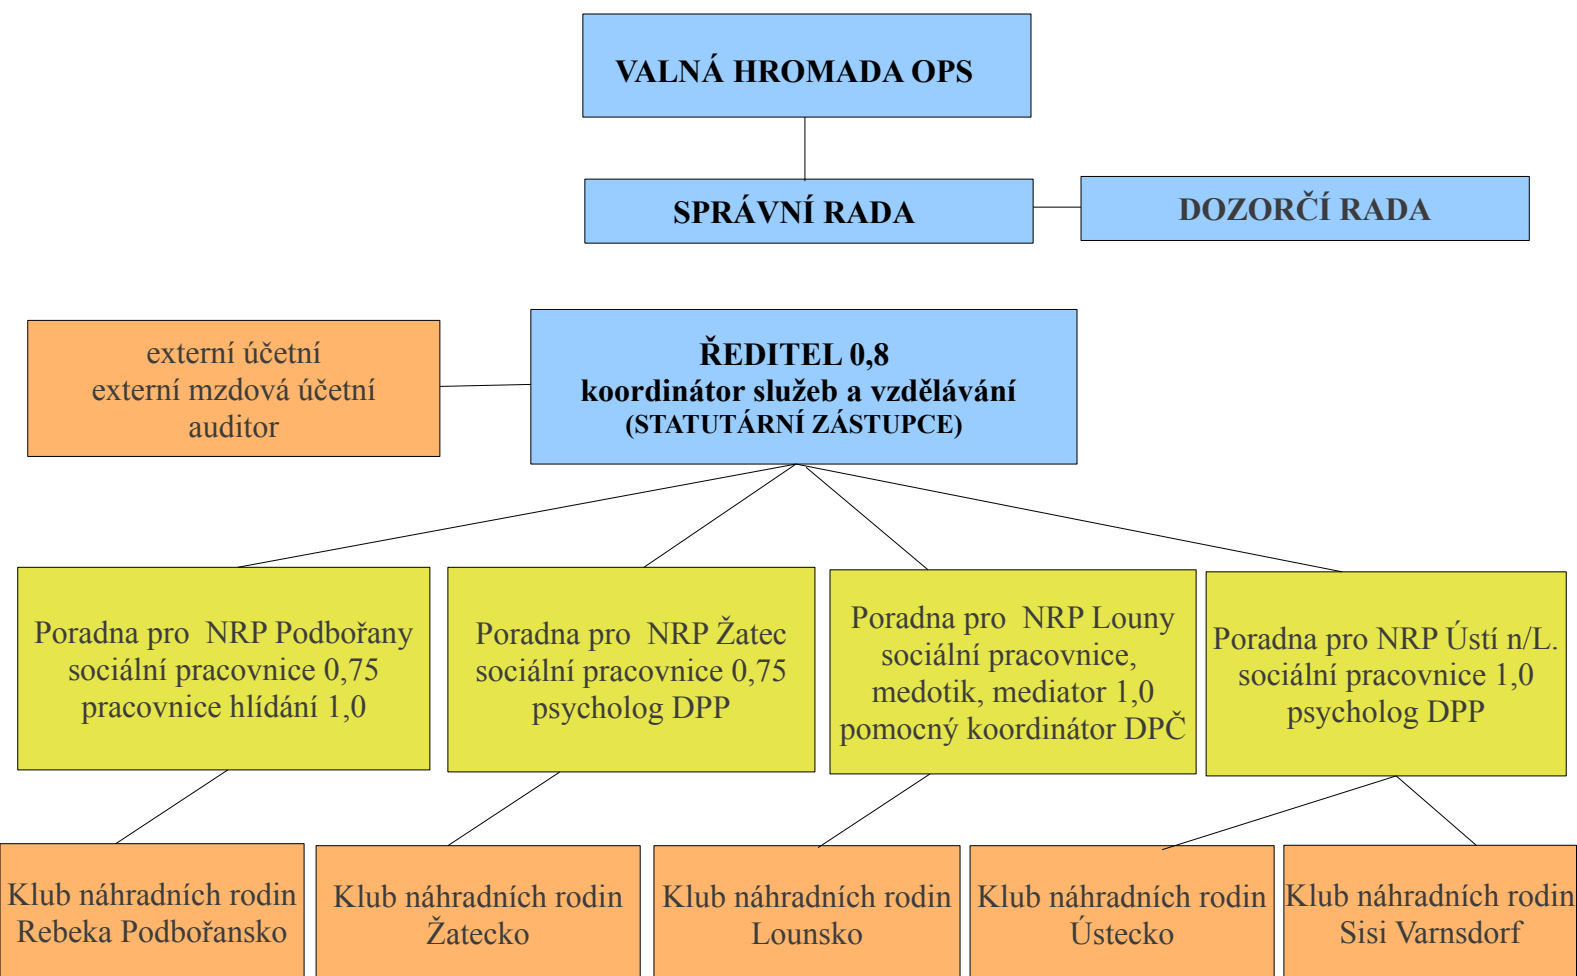 VALNÁ HROMADA OPS
SPRÁVNÍ RADA
DOZORČÍ RADA
externí účetní
externí mzdová účetní
auditor
ŘEDITEL 0,8
koordinátor služeb a vzdělávání
(STATUTÁRNÍ ZÁSTUPCE)
Poradna pro NRP Podbořany
sociální pracovnice 0,75
pracovnice hlídání 1,0
Poradna pro NRP Žatec
sociální pracovnice 0,75
psycholog DPP
Poradna pro NRP Louny
sociální pracovnice,
medotik, mediator 1,0
pomocný koordinátor DPČ
Poradna pro NRP Ústí n/L.
sociální pracovnice 1,0
psycholog DPP
Klub náhradních rodin
Rebeka Podbořansko
Klub náhradních rodin
Žatecko
Klub náhradních rodin
Lounsko
Klub náhradních rodin
Ústecko
Klub náhradních rodin
Sisi Varnsdorf